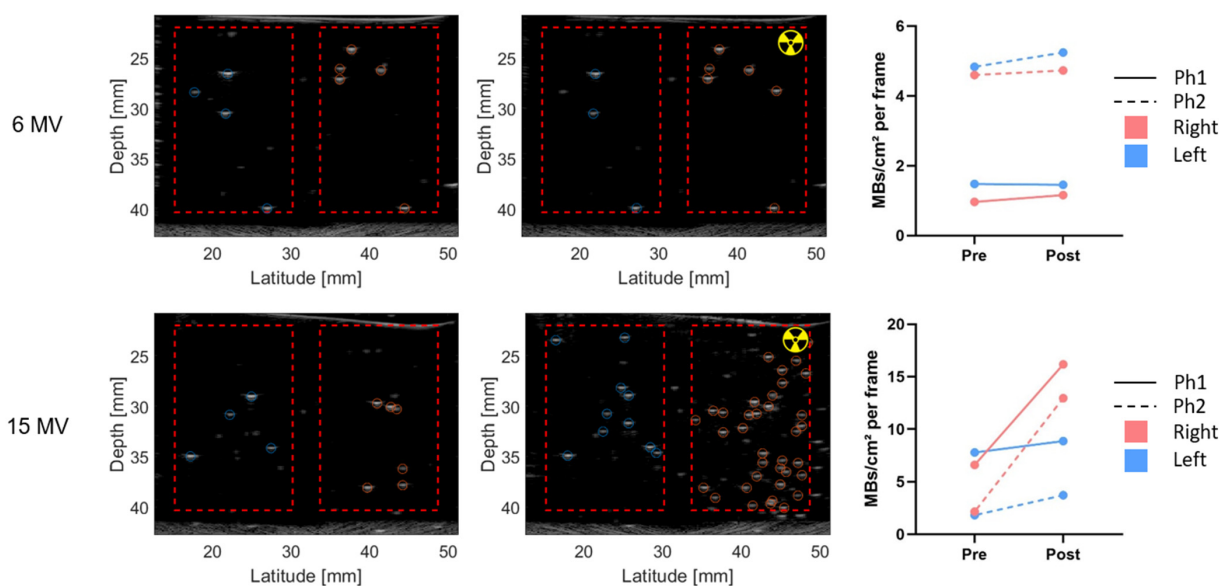 6 MV
Depth [mm]
25
30
35
40
20
30
40
50
Latitude [mm]
Depth [mm]
25
30
35
40
20
30
40
50
Latitude [mm]
MBs/cm² per frame
6
4
2
0
Pre
Post
Ph1
Ph2
Right
Left
15 MV
Depth [mm]
25
30
35
40
20
30
40
50
Latitude [mm]
Depth [mm]
25
30
35
40
20
30
40
50
Latitude [mm]
MBs/cm² per frame
20
15
10
5
0
Pre
Post
Ph1
Ph2
Right
Left